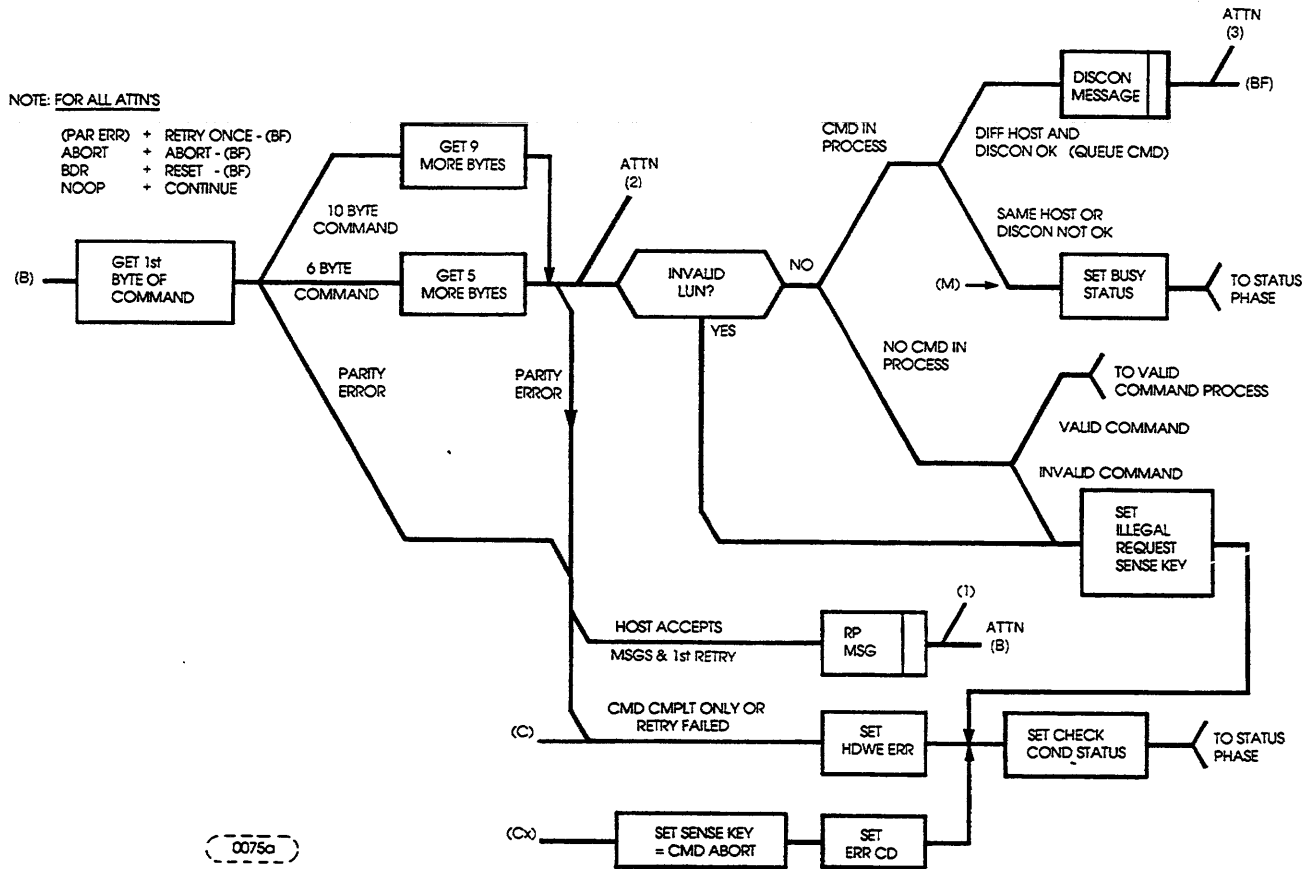 NOTE: FOR ALL ATTN'S
(PAR ERR) + RETRY ONCE - (BF)
ABORT + ABORT - (BF)
BDR + RESET - (BF)
NOOP + CONTINUE
(B)
GET 1st
BYTE OF
COMMAND
10 BYTE
COMMAND
GET 9
MORE BYTES
6 BYTE
COMMAND
GET 5
MORE BYTES
PARITY
ERROR
PARITY
ERROR
ATTN
(2)
INVALID
LUN?
NO
YES
CMD IN
PROCESS
DISCON
MESSAGE
ATTN
(3)
(BF)
DIFF HOST AND
DISCON OK (QUEUE CMD)
SAME HOST OR
DISCON NOT OK
(M)
SET BUSY
STATUS
TO STATUS
PHASE
NO CMD IN
PROCESS
TO VALID
COMMAND PROCESS
VALID COMMAND
INVALID COMMAND
SET
ILLEGAL
REQUEST
SENSE KEY
HOST ACCEPTS
MSGS & 1st RETRY
RP
MSG
(1)
ATTN
(B)
CMD CMPLT ONLY OR
RETRY FAILED
(C)
SET
HDWE ERR
SET CHECK
COND STATUS
TO STATUS
PHASE
(Cx)
SET SENSE KEY
= CMD ABORT
SET
ERR CD
0075a